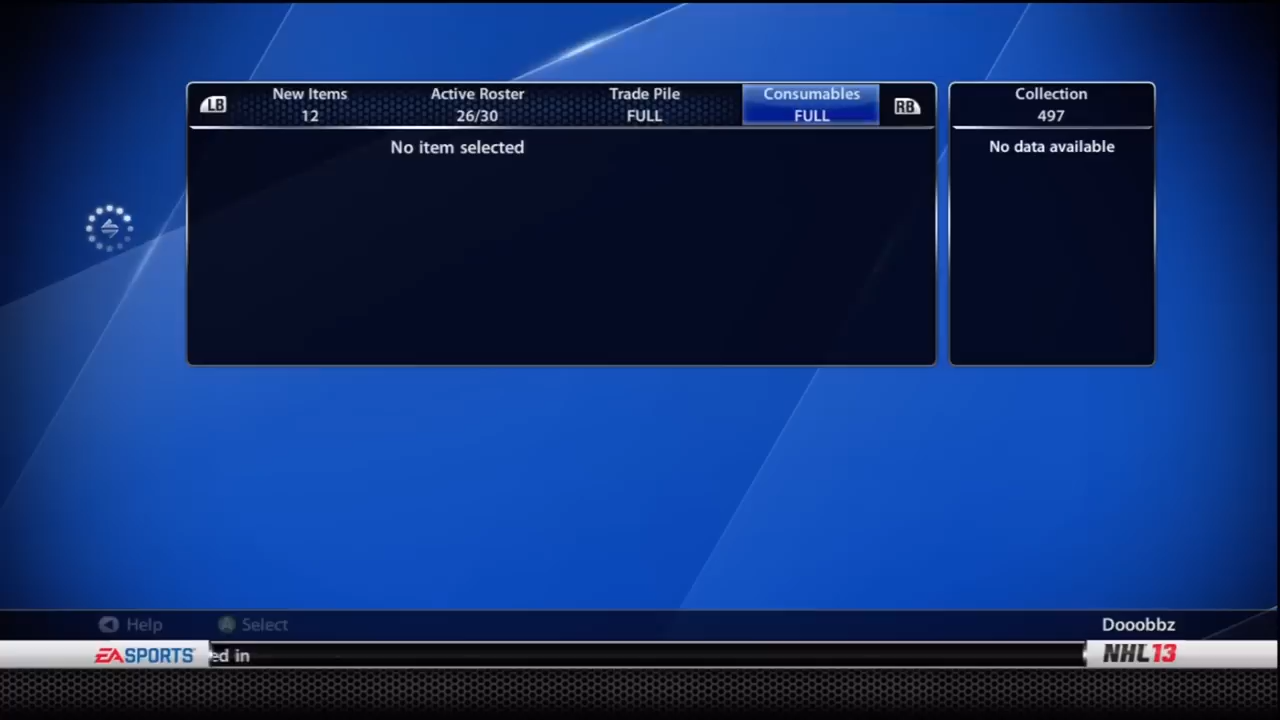 LB
New Items
12
Active Roster
26/30
Trade Pile
FULL
Consumables
FULL
RB
Collection
497
No item selected
No data available
Help
A Select
Dooobbz
EA SPORTS
ed in
NHL13